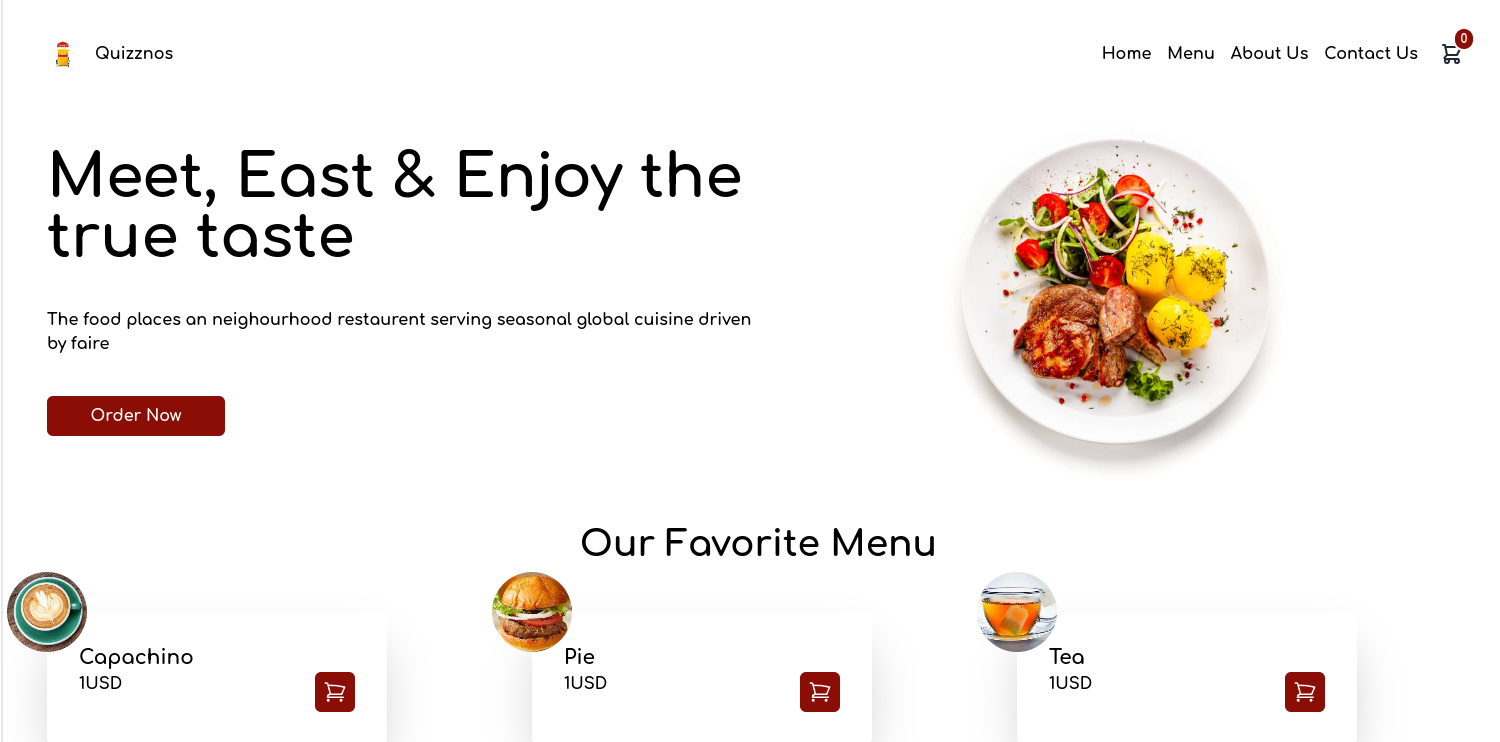 Quizznos
Home Menu About Us Contact Us 0
Meet, East & Enjoy the
true taste
The food places an neighourhood restaurent serving seasonal global cuisine driven
by faire
Order Now
Our Favorite Menu
Capachino
1USD
Pie
1USD
Tea
1USD